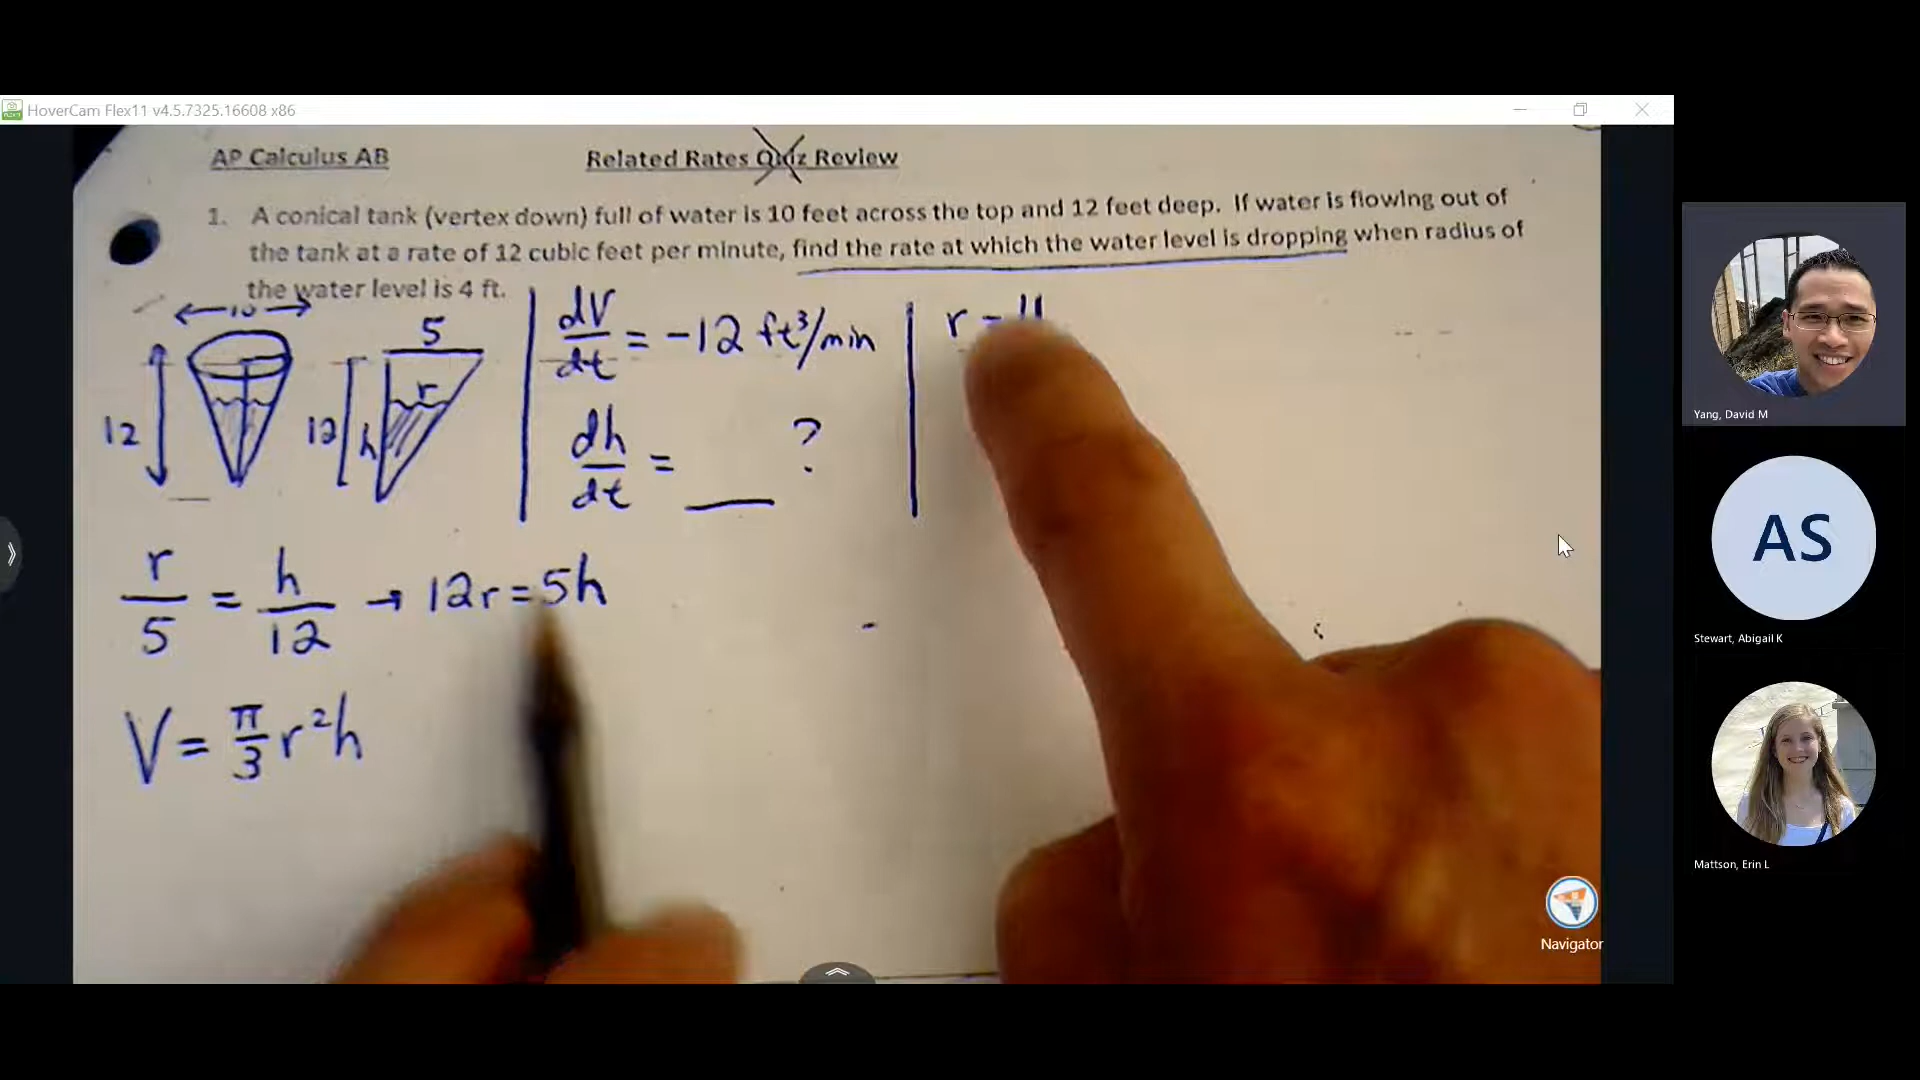 HoverCam Flex11 v4.5.7325.16608 x86
AP Calculus AB
Related Rates Quiz Review
1. A conical tank (vertex down) full of water is 10 feet across the top and 12 feet deep. If water is flowing out of
the tank at a rate of 12 cubic feet per minute, find the rate at which the water level is dropping when radius of
the water level is 4 ft.
10
12
5
r
12
h
dV/dt = -12 ft³/min
dh/dt = ___ ?
r =
r/5 = h/12 → 12r = 5h
V = π/3 r²h
Yang, David M
AS
Stewart, Abigail K
Mattson, Erin L
Navigator